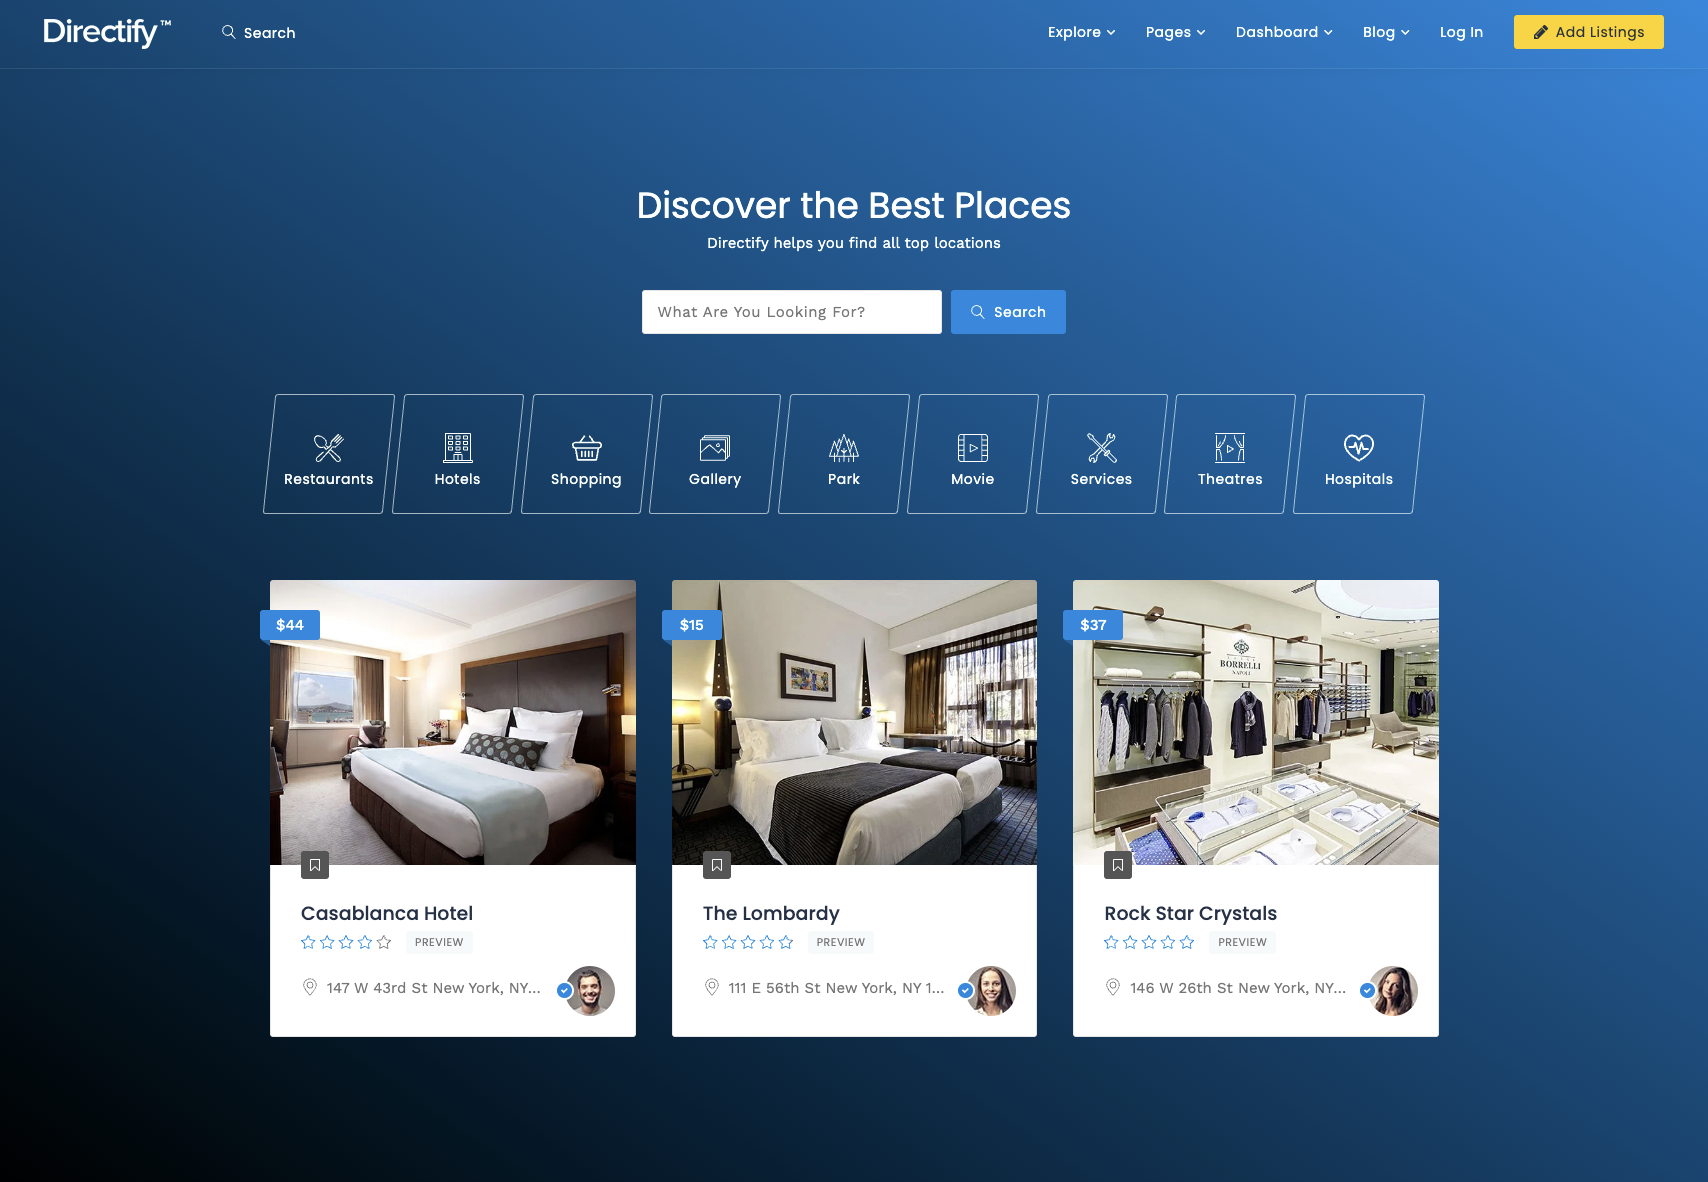 Directify™
Search
Explore
Pages
Dashboard
Blog
Log In
Add Listings
Discover the Best Places
Directify helps you find all top locations
What Are You Looking For?
Search
Restaurants
Hotels
Shopping
Gallery
Park
Movie
Services
Theatres
Hospitals
$44
$15
$37
BORRELLI
NAPOLI
Casablanca Hotel
PREVIEW
147 W 43rd St New York, NY...
The Lombardy
PREVIEW
111 E 56th St New York, NY 1...
Rock Star Crystals
PREVIEW
146 W 26th St New York, NY...